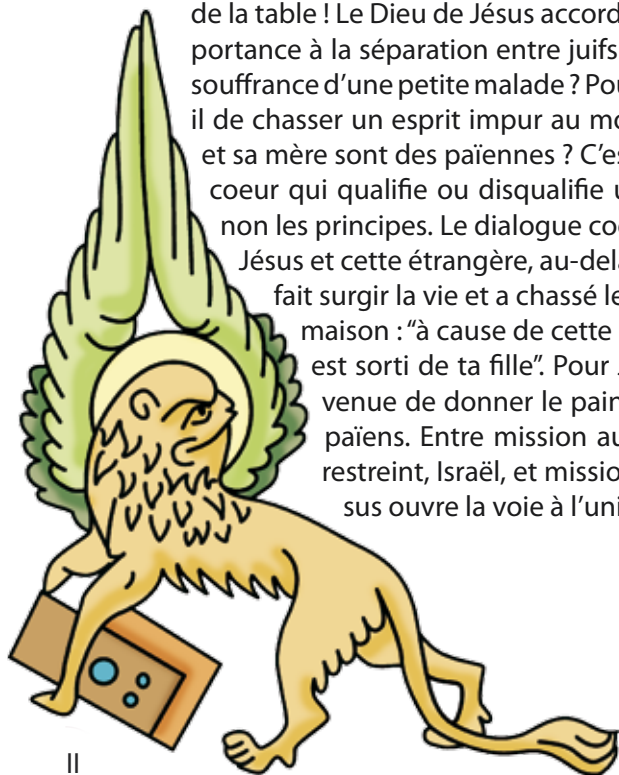 de la table ! Le Dieu de Jésus accord
portance à la séparation entre juifs
souffrance d’une petite malade ? Pou
il de chasser un esprit impur au mo
et sa mère sont des païennes ? C’es
coeur qui qualifie ou disqualifie u
non les principes. Le dialogue co
Jésus et cette étrangère, au-dela
fait surgir la vie et a chassé le
maison : “à cause de cette
est sorti de ta fille”. Pour
venue de donner le pain
païens. Entre mission au
restreint, Israël, et missio
sus ouvre la voie à l’uni
II